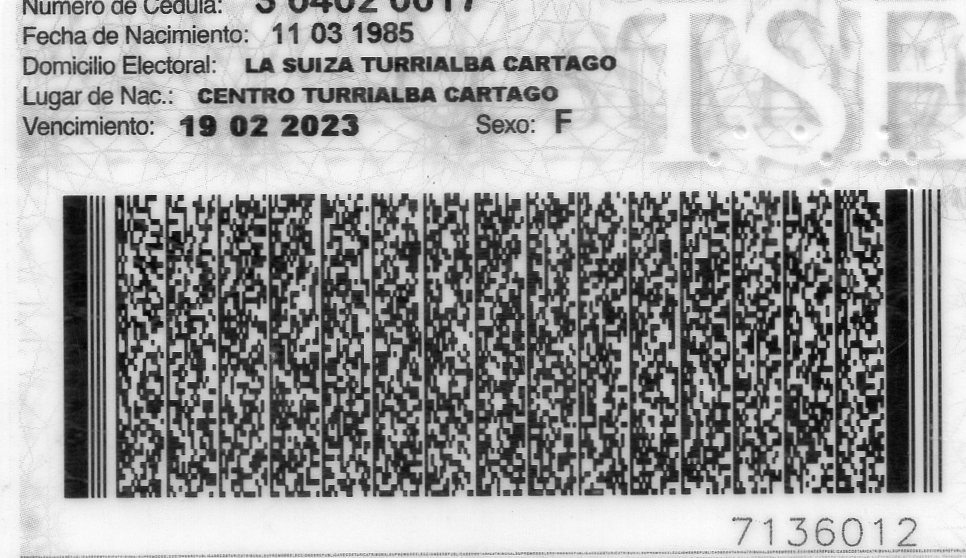 Número de Cédula: 3 0402 0017
Fecha de Nacimiento: 11 03 1985
Domicilio Electoral: LA SUIZA TURRIALBA CARTAGO
Lugar de Nac.: CENTRO TURRIALBA CARTAGO
Vencimiento: 19 02 2023 Sexo: F
TSE
7136012